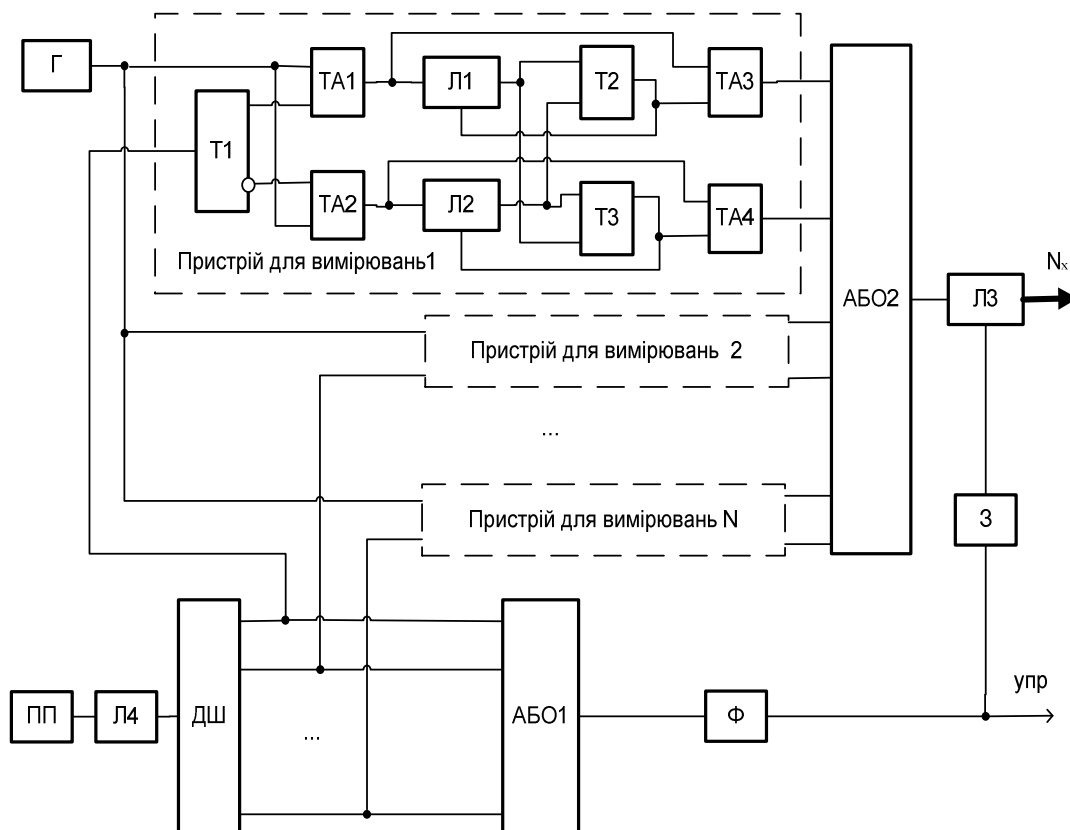 Г
ТА1
Л1
Т2
ТА3
Т1
ТА2
Л2
Т3
ТА4
Пристрій для вимірювань1
АБО2
Л3
Nх
Пристрій для вимірювань 2
...
Пристрій для вимірювань N
З
ПП
Л4
ДШ
...
АБО1
Ф
упр